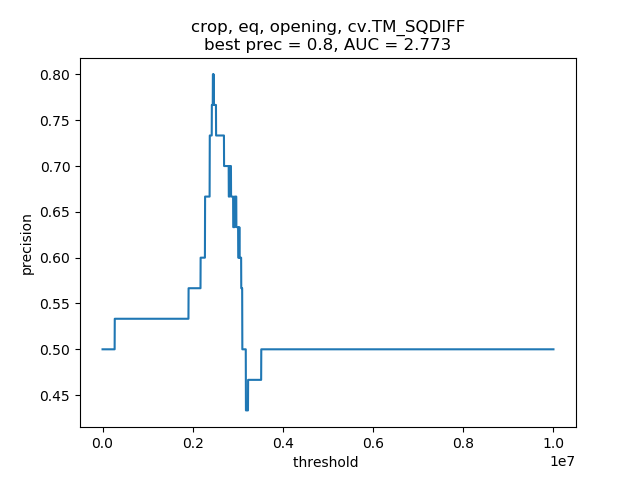 crop, eq, opening, cv.TM_SQDIFF
best prec = 0.8, AUC = 2.773
0.80
0.75
0.70
0.65
0.60
0.55
0.50
0.45
precision
0.0
0.2
0.4
0.6
0.8
1.0
1e7
threshold